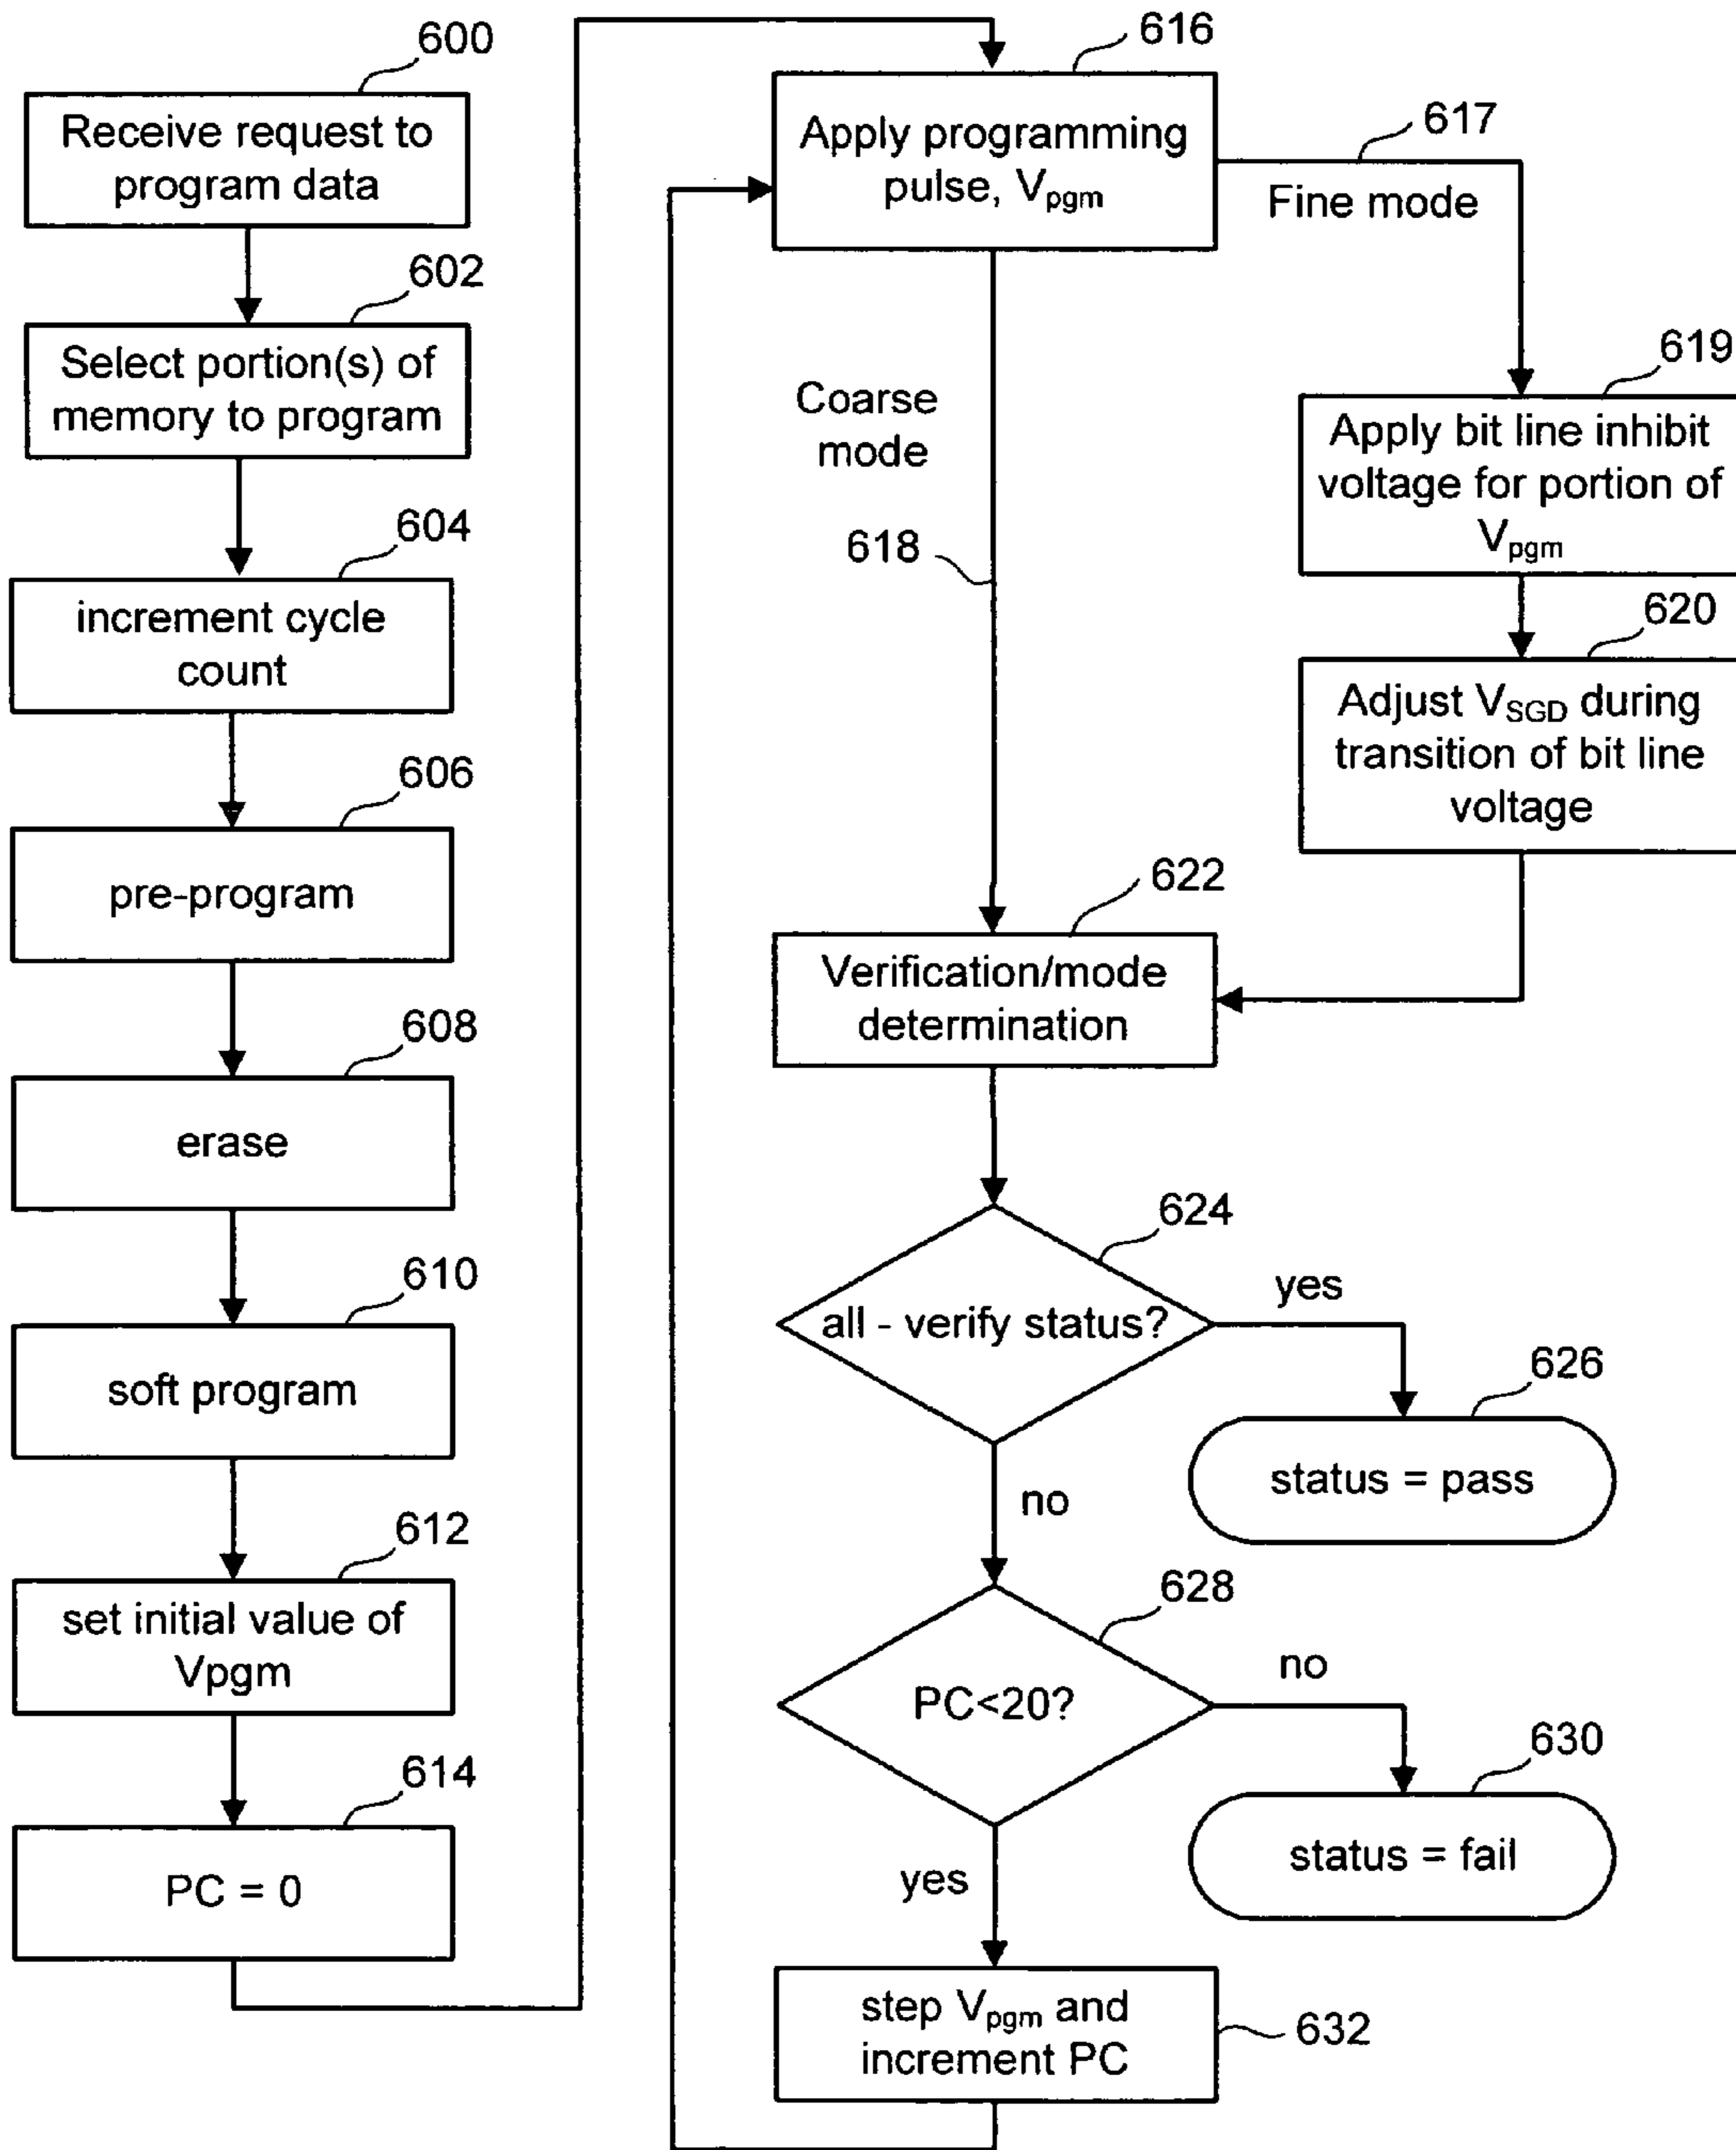 600
Receive request to
program data
602
Select portion(s) of
memory to program
604
increment cycle
count
606
pre-program
608
erase
610
soft program
612
set initial value of
Vpgm
614
PC = 0
616
Apply programming
pulse, Vpgm
617
Fine mode
Coarse
mode
618
619
Apply bit line inhibit
voltage for portion of
Vpgm
620
Adjust VSGD during
transition of bit line
voltage
622
Verification/mode
determination
624
all - verify status?
yes
626
status = pass
no
628
PC<20?
no
630
status = fail
yes
step Vpgm and
increment PC
632